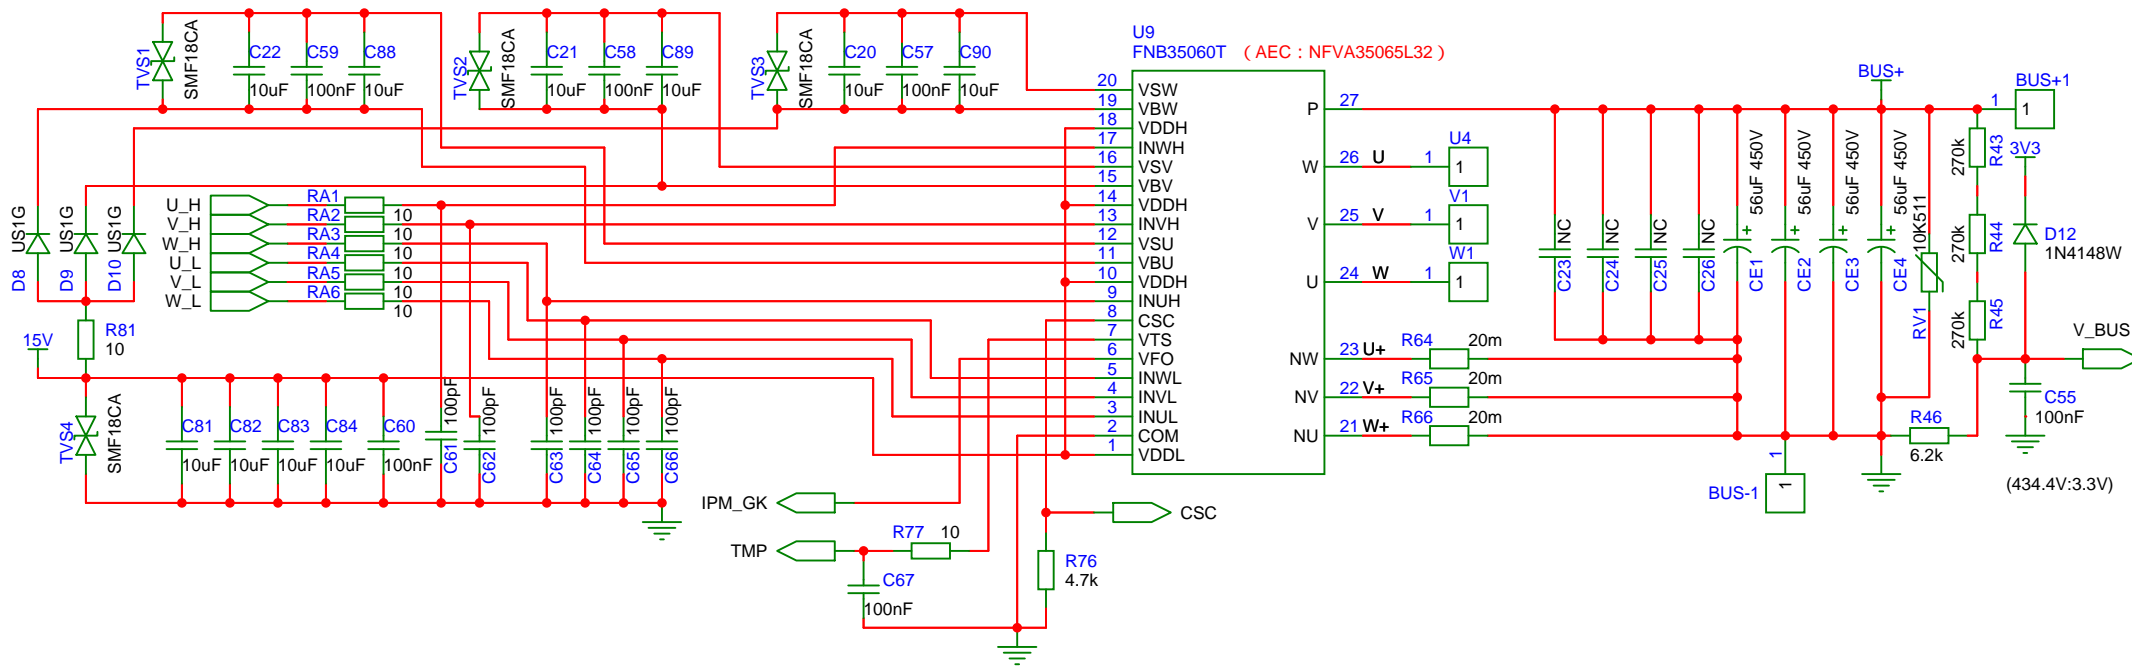 TVS1
SMF18CA
C22
10uF
C59
100nF
C88
10uF
TVS2
SMF18CA
C21
10uF
C58
100nF
C89
10uF
TVS3
SMF18CA
C20
10uF
C57
100nF
C90
10uF
U9
FNB35060T
( AEC : NFVA35065L32 )
20 VSW
19 VBW
18 VDDH
17 INWH
16 VSV
15 VBV
14 VDDH
13 INVH
12 VSU
11 VBU
10 VDDH
9 INUH
8 CSC
7 VTS
6 VFO
5 INWL
4 INVL
3 INUL
2 COM
1 VDDL
P 27
W 26 U
V 25 V
U 24 W
NW 23 U+
NV 22 V+
NU 21 W+
U4
1 1
V1
1 1
W1
1 1
R64 20m
R65 20m
R66 20m
BUS+
BUS+1
1 1
C23 NC
C24 NC
C25 NC
C26 NC
CE1 56uF 450V +
CE2 56uF 450V +
CE3 56uF 450V +
CE4 56uF 450V +
RV1 10K511
R43 270k
R44 270k
R45 270k
3V3
D12
1N4148W
V_BUS
C55
100nF
R46
6.2k
BUS-1
1 1
(434.4V:3.3V)
D8 US1G
D9 US1G
D10 US1G
U_H RA1 10
V_H RA2 10
W_H RA3 10
U_L RA4 10
V_L RA5 10
W_L RA6 10
R81
10
15V
TVS4
SMF18CA
C81
10uF
C82
10uF
C83
10uF
C84
10uF
C60
100nF
C61 100pF
C62 100pF
C63 100pF
C64 100pF
C65 100pF
C66 100pF
IPM_GK
TMP
R77 10
C67
100nF
CSC
R76
4.7k